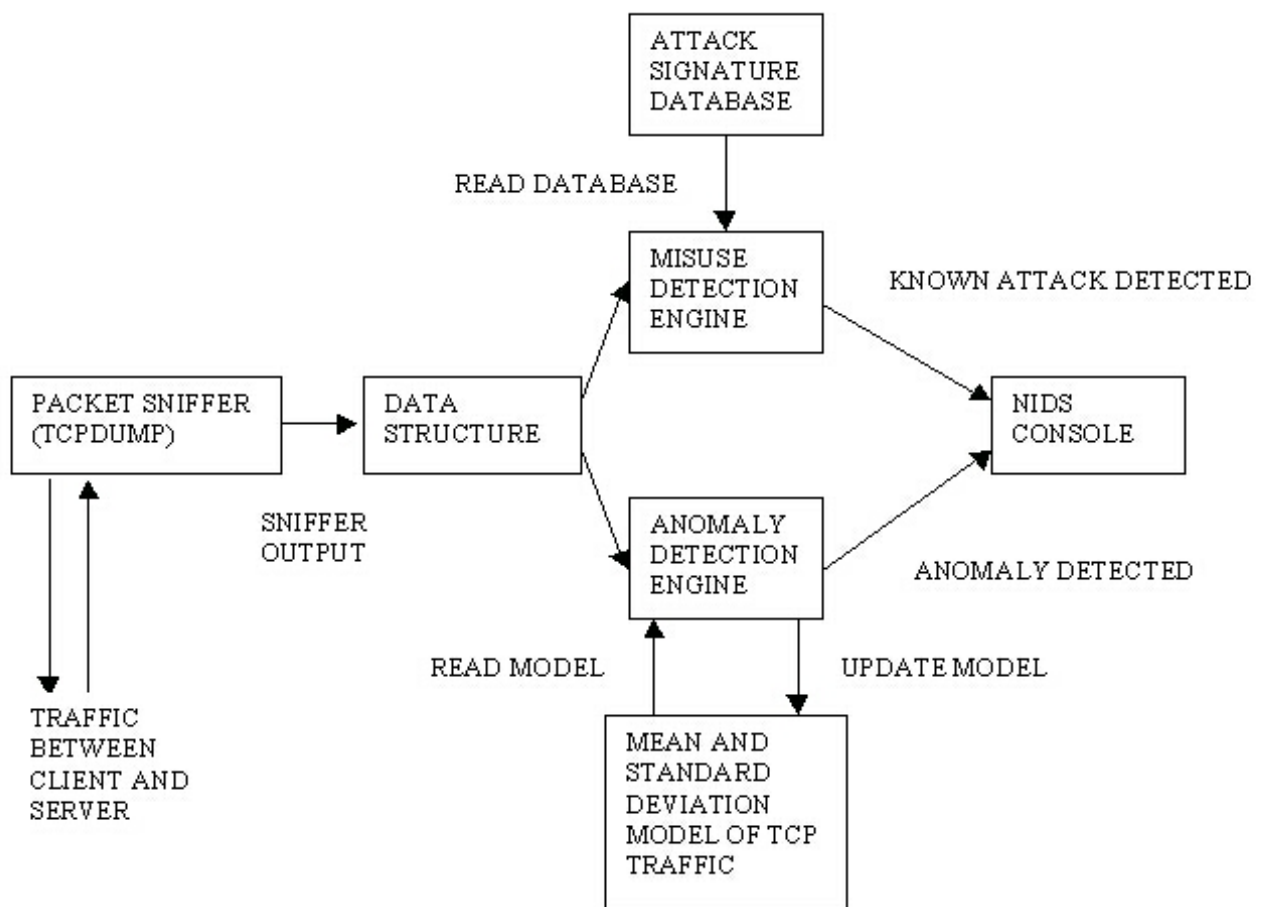 ATTACK
SIGNATURE
DATABASE
READ DATABASE
MISUSE
DETECTION
ENGINE
KNOWN ATTACK DETECTED
PACKET SNIFFER
(TCPDUMP)
DATA
STRUCTURE
NIDS
CONSOLE
SNIFFER
OUTPUT
ANOMALY
DETECTION
ENGINE
ANOMALY DETECTED
READ MODEL
UPDATE MODEL
TRAFFIC
BETWEEN
CLIENT AND
SERVER
MEAN AND
STANDARD
DEVIATION
MODEL OF TCP
TRAFFIC